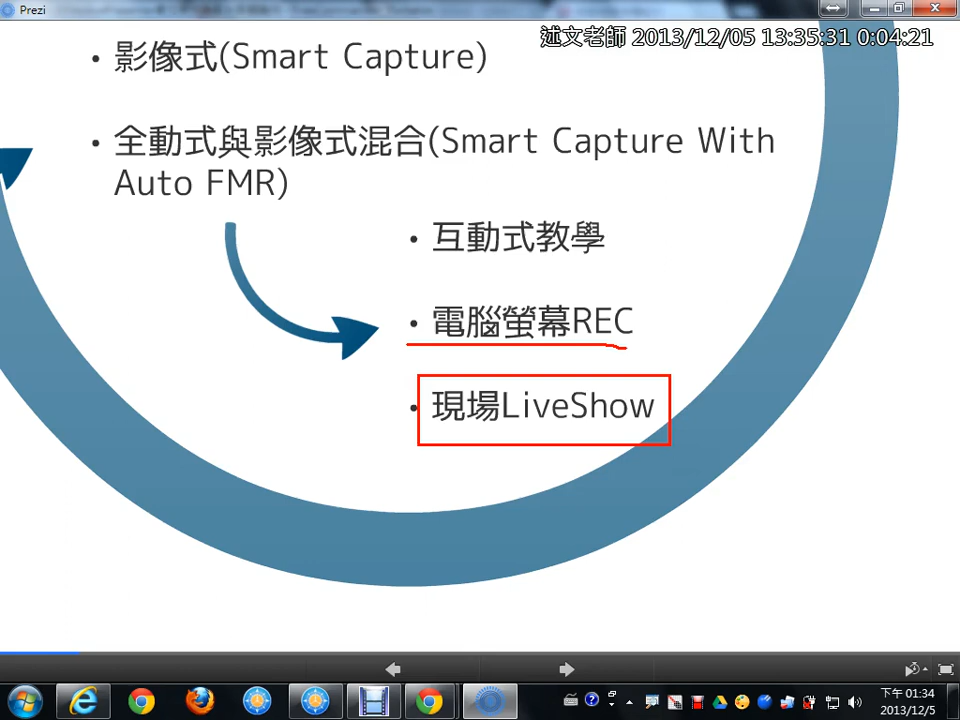 Prezi
述文老師 2013/12/05 13:35:31 0:04:21
• 影像式(Smart Capture)
• 全動式與影像式混合(Smart Capture With
Auto FMR)
• 互動式教學
• 電腦螢幕REC
• 現場LiveShow
下午 01:34
2013/12/5